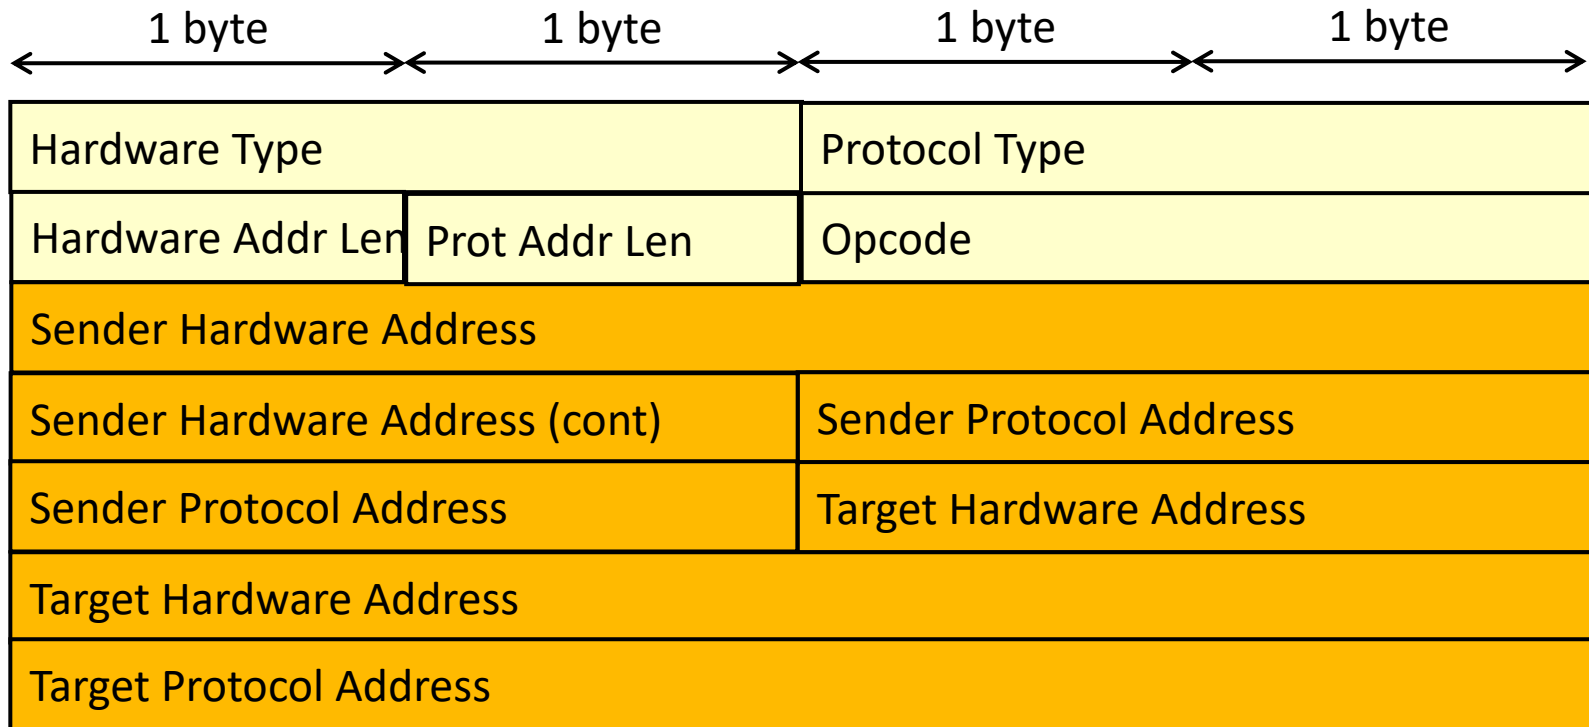 1 byte 1 byte 1 byte 1 byte
Hardware Type Protocol Type
Hardware Addr Len Prot Addr Len Opcode
Sender Hardware Address
Sender Hardware Address (cont) Sender Protocol Address
Sender Protocol Address Target Hardware Address
Target Hardware Address
Target Protocol Address